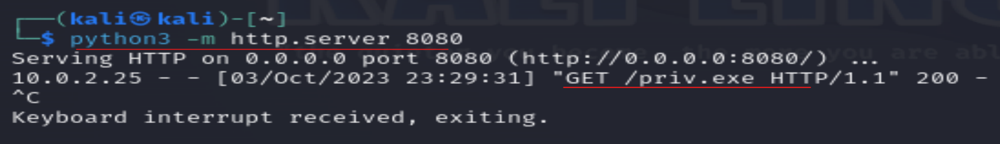 ┌──(kali㉿kali)-[~]
└─$ python3 -m http.server 8080
Serving HTTP on 0.0.0.0 port 8080 (http://0.0.0.0:8080/) ...
10.0.2.25 - - [03/Oct/2023 23:29:31] "GET /priv.exe HTTP/1.1" 200 -
^C
Keyboard interrupt received, exiting.